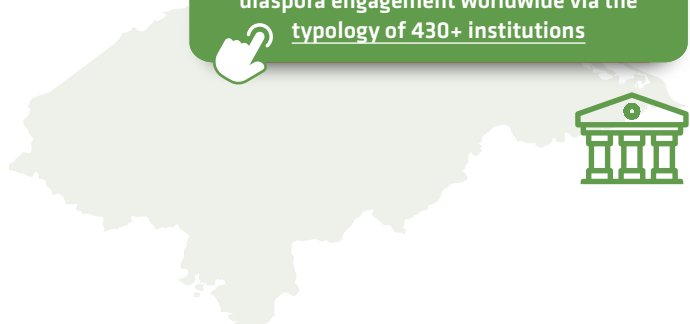 diaspora engagement worldwide via the
typology of 430+ institutions